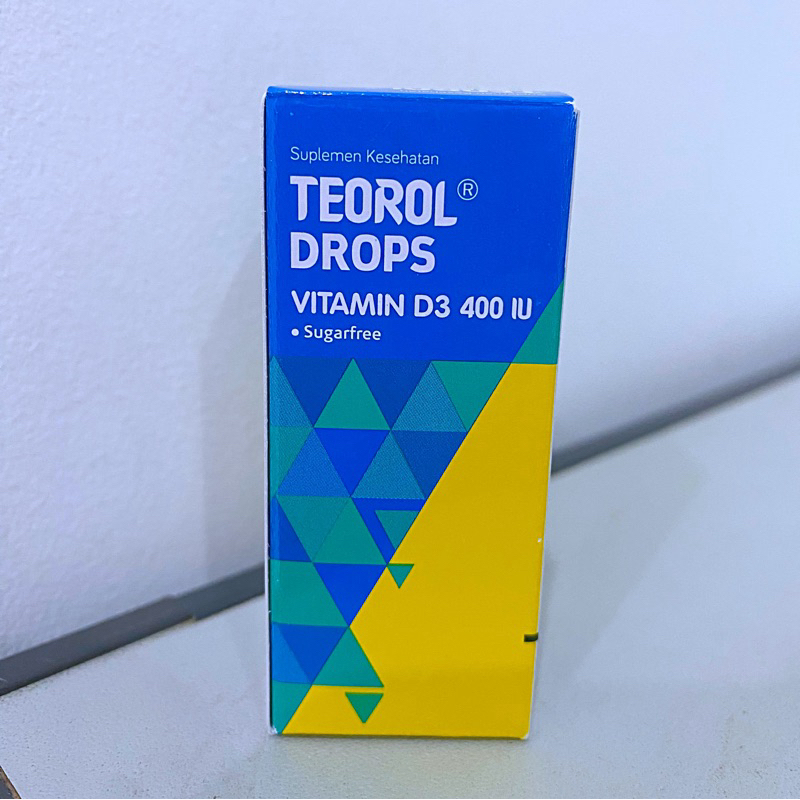 Suplemen Kesehatan
TEOROL®
DROPS
VITAMIN D3 400 IU
• Sugarfree